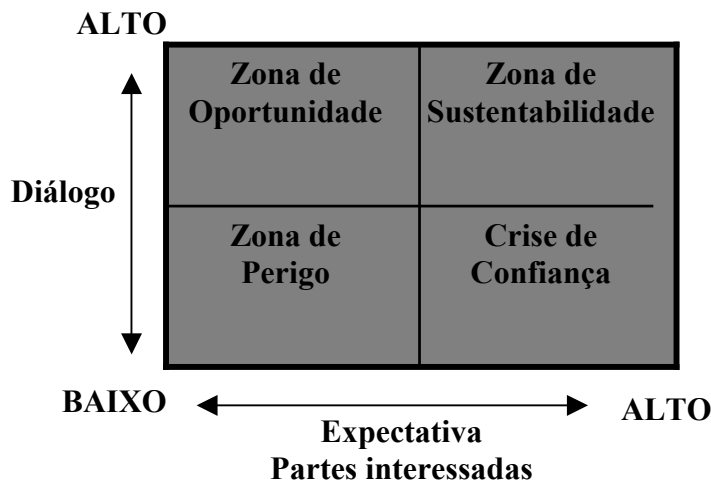 ALTO
Zona de
Oportunidade
Zona de
Sustentabilidade
Diálogo
Zona de
Perigo
Crise de
Confiança
BAIXO
ALTO
Expectativa
Partes interessadas